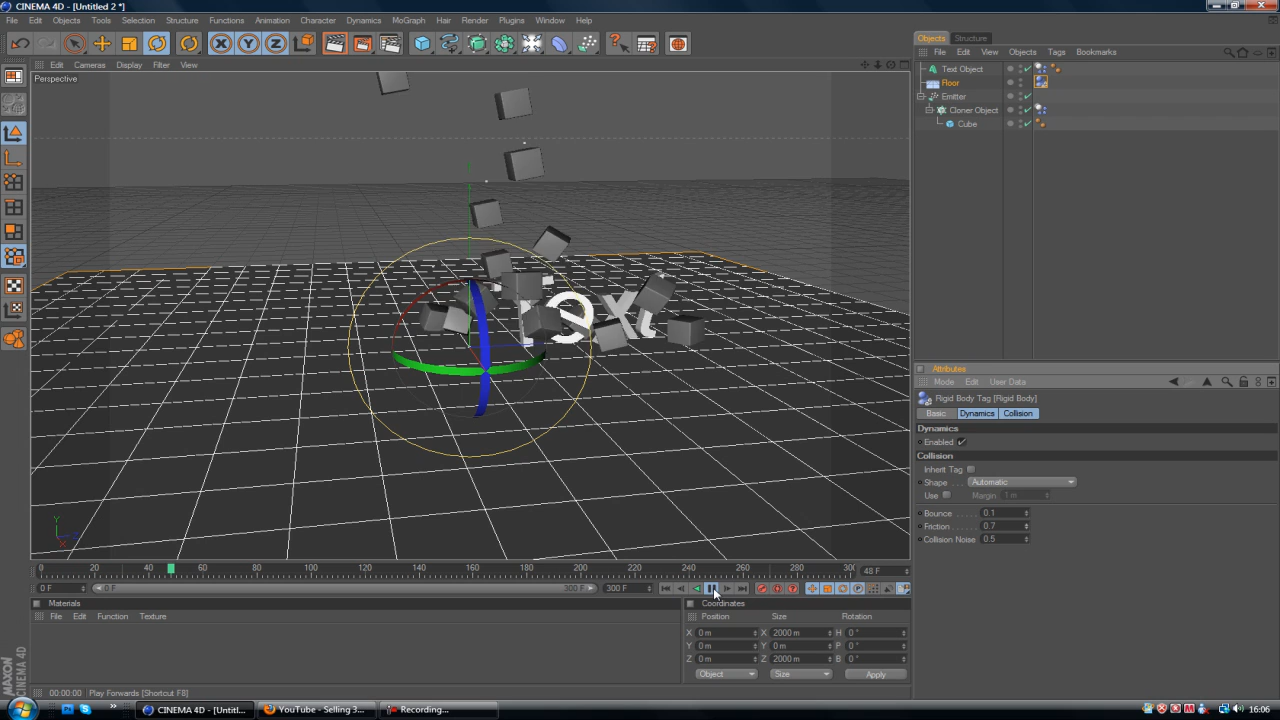 CINEMA 4D - [Untitled 2 *]
File Edit Objects Tools Selection Structure Functions Animation Character Dynamics MoGraph Hair Render Plugins Window Help
Objects Structure
File Edit View Objects Tags Bookmarks
Edit Cameras Display Filter View
Perspective
Text Object
Floor
Emitter
Cloner Object
Cube
Text
Attributes
Mode Edit User Data
Rigid Body Tag [Rigid Body]
Basic Dynamics Collision
Dynamics
Enabled
Collision
Inherit Tag
Shape Automatic
Use Margin 1 m
Bounce 0.1
Friction 0.7
Collision Noise 0.5
0 20 40 60 80 100 120 140 160 180 200 220 240 260 280 300 48 F
0 F 0 F 300 F 300 F
Materials
File Edit Function Texture
Coordinates
Position Size Rotation
X 0 m X 2000 m H 0 °
Y 0 m Y 0 m P 0 °
Z 0 m Z 2000 m B 0 °
Object Size Apply
MAXON CINEMA 4D
00:00:00 Play Forwards [Shortcut F8]
CINEMA 4D - [Untitl... YouTube - Selling 3... Recording... 16:06